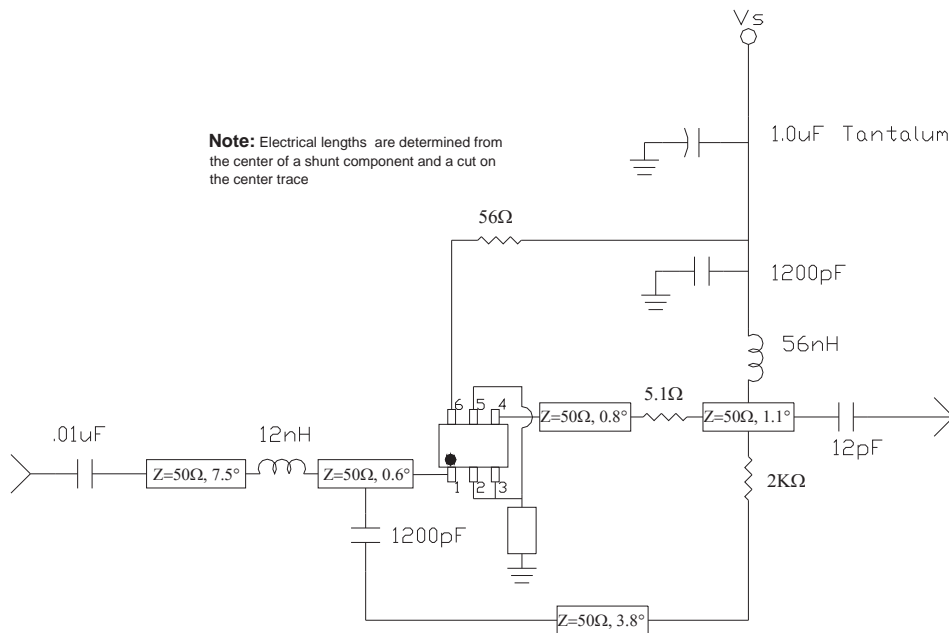 Vs
Note: Electrical lengths are determined from
the center of a shunt component and a cut on
the center trace
1.0uF Tantalum
56Ω
1200pF
56nH
6 5 4
5.1Ω
Z=50Ω, 0.8°
Z=50Ω, 1.1°
.01uF
12nH
12pF
Z=50Ω, 7.5°
Z=50Ω, 0.6°
1 2 3
2KΩ
1200pF
Z=50Ω, 3.8°